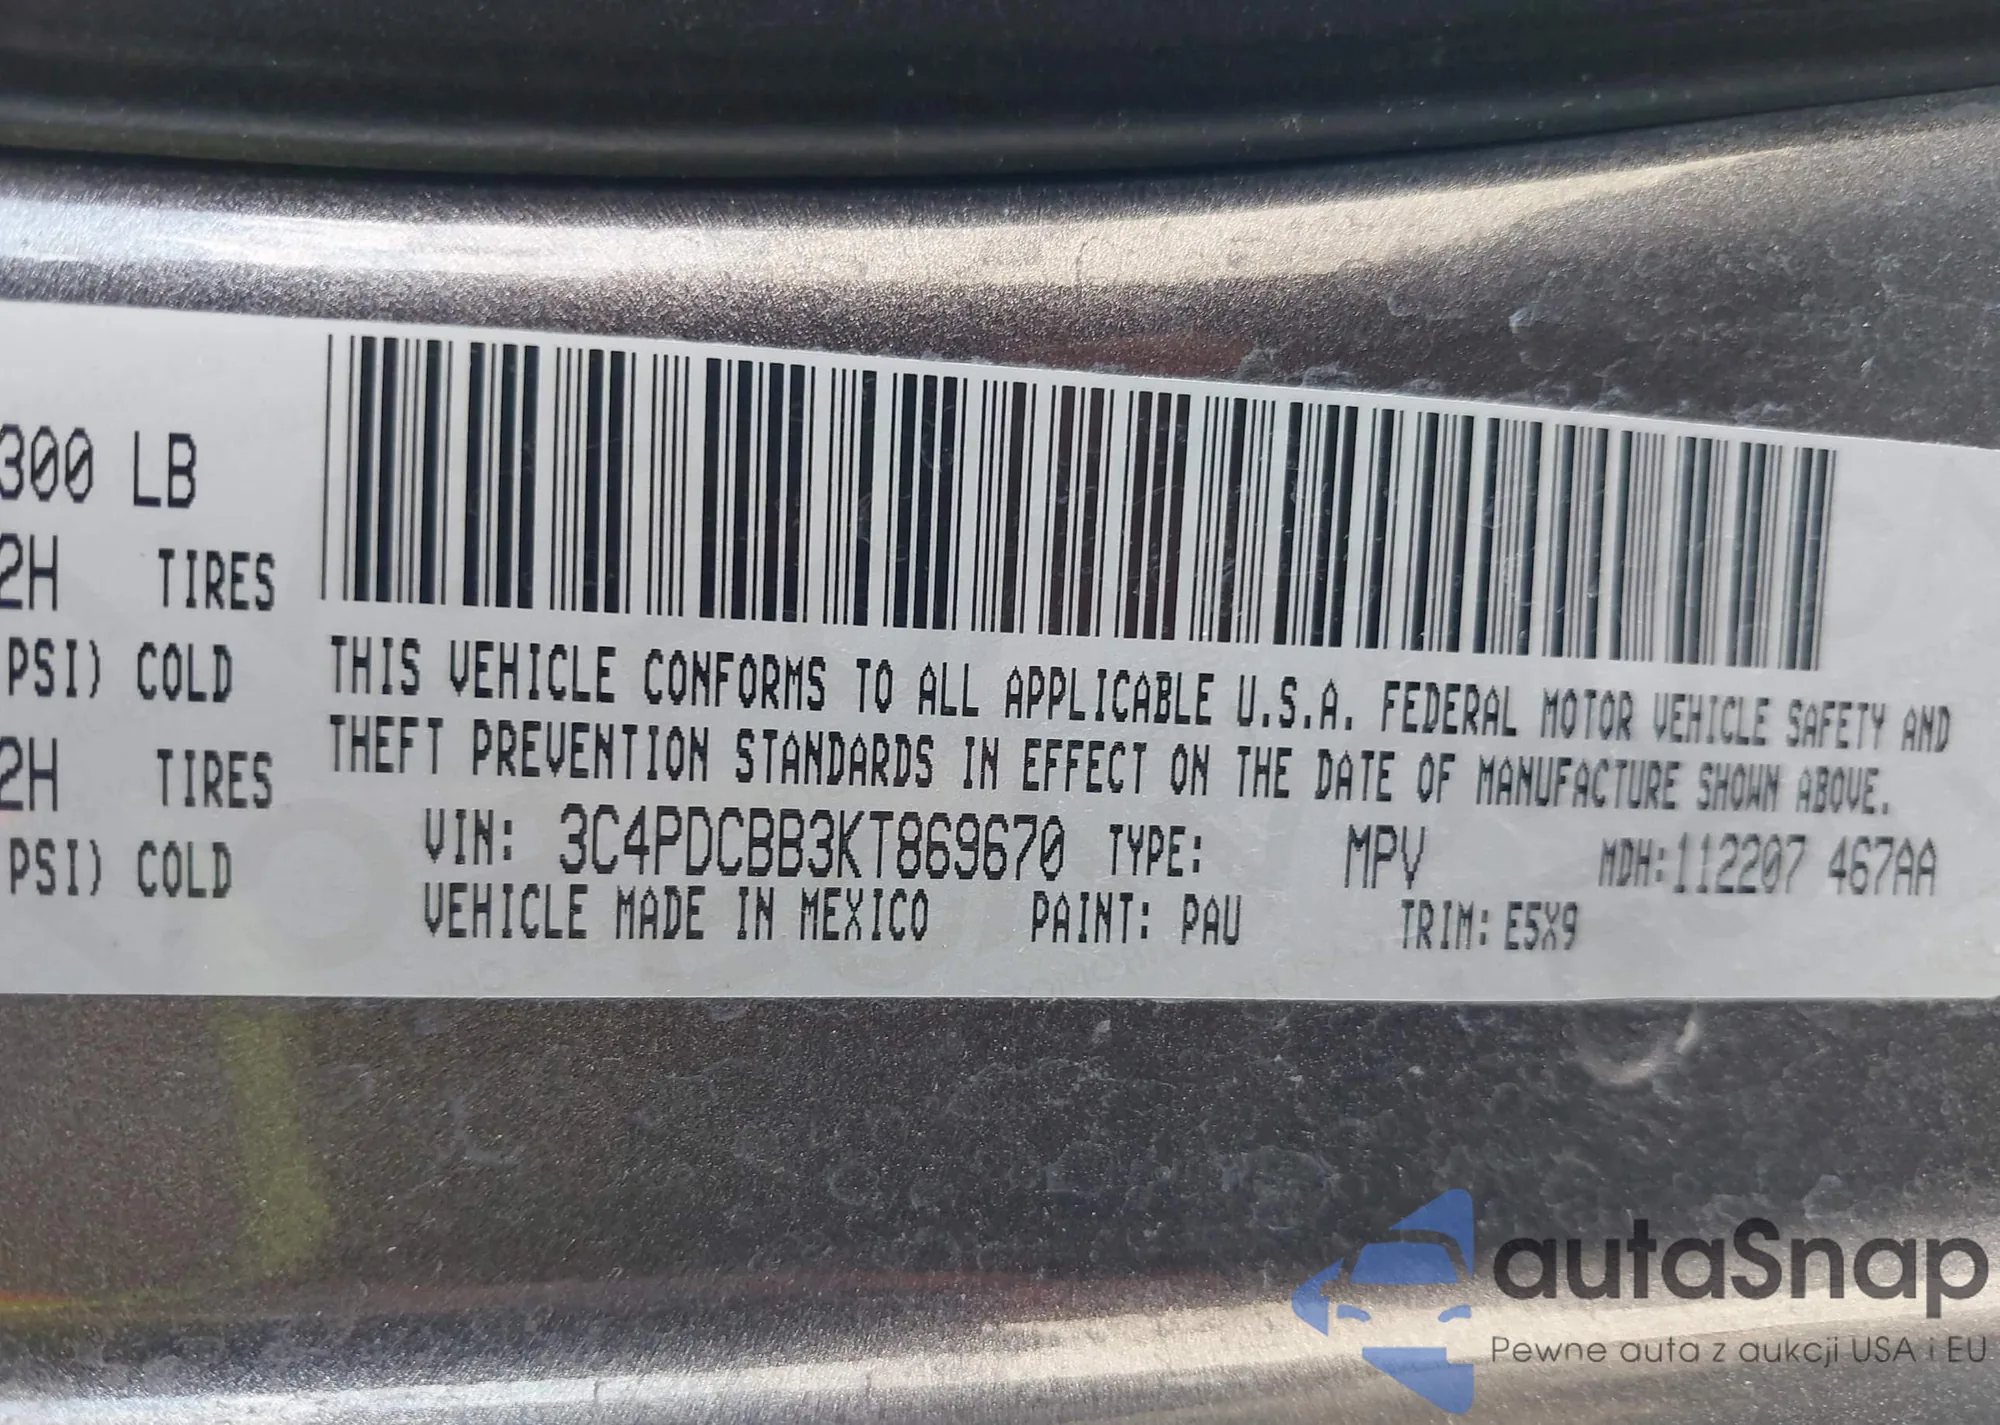 300 LB
2H TIRES
PSI) COLD
2H TIRES
PSI) COLD
THIS VEHICLE CONFORMS TO ALL APPLICABLE U.S.A. FEDERAL MOTOR VEHICLE SAFETY AND
THEFT PREVENTION STANDARDS IN EFFECT ON THE DATE OF MANUFACTURE SHOWN ABOVE.
VIN: 3C4PDCBB3KT869670 TYPE: MPV MDH:112207 467AA
VEHICLE MADE IN MEXICO PAINT: PAU TRIM: E5X9
autaSnap
Pewne auta z aukcji USA i EU